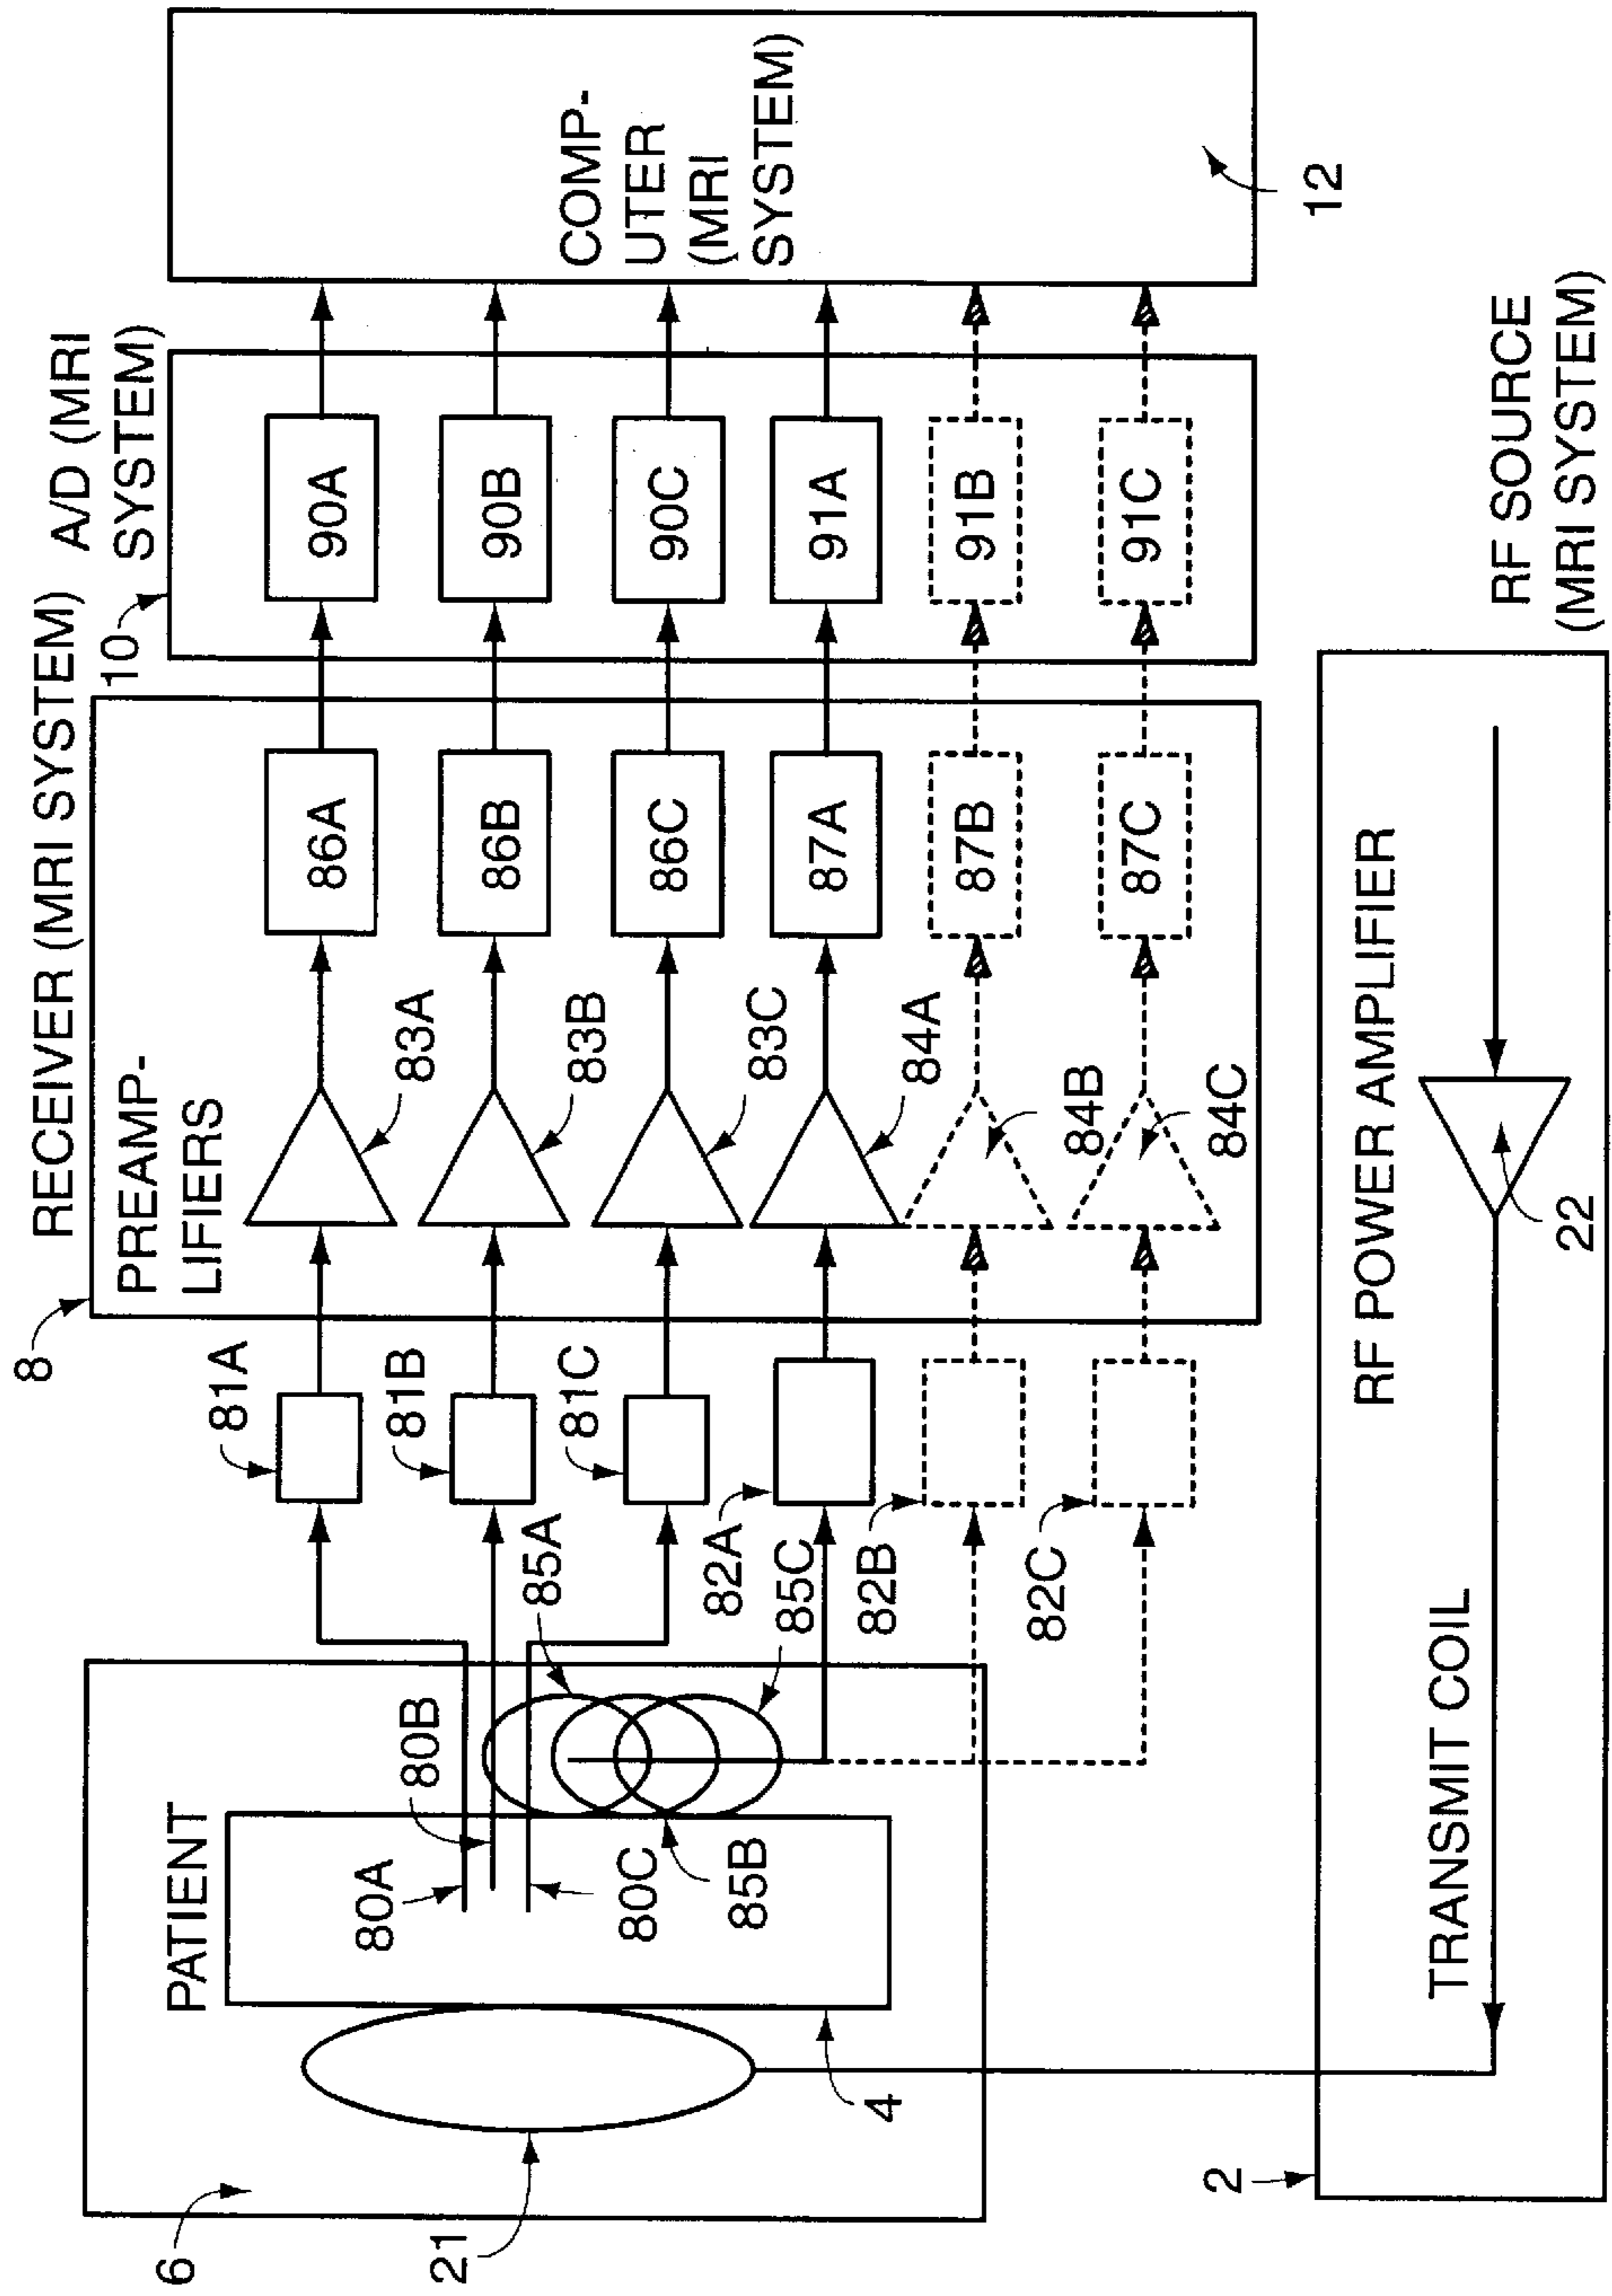 RECEIVER (MRI SYSTEM)
A/D (MRI
SYSTEM)
8
10
PREAMP-
LIFIERS
COMP-
UTER
(MRI
SYSTEM)
12
6
PATIENT
21
4
80A
80B
80C
85A
85B
85C
81A
81B
81C
82A
82B
82C
83A
83B
83C
84A
84B
84C
86A
86B
86C
87A
87B
87C
90A
90B
90C
91A
91B
91C
2
TRANSMIT COIL
RF POWER AMPLIFIER
22
RF SOURCE
(MRI SYSTEM)